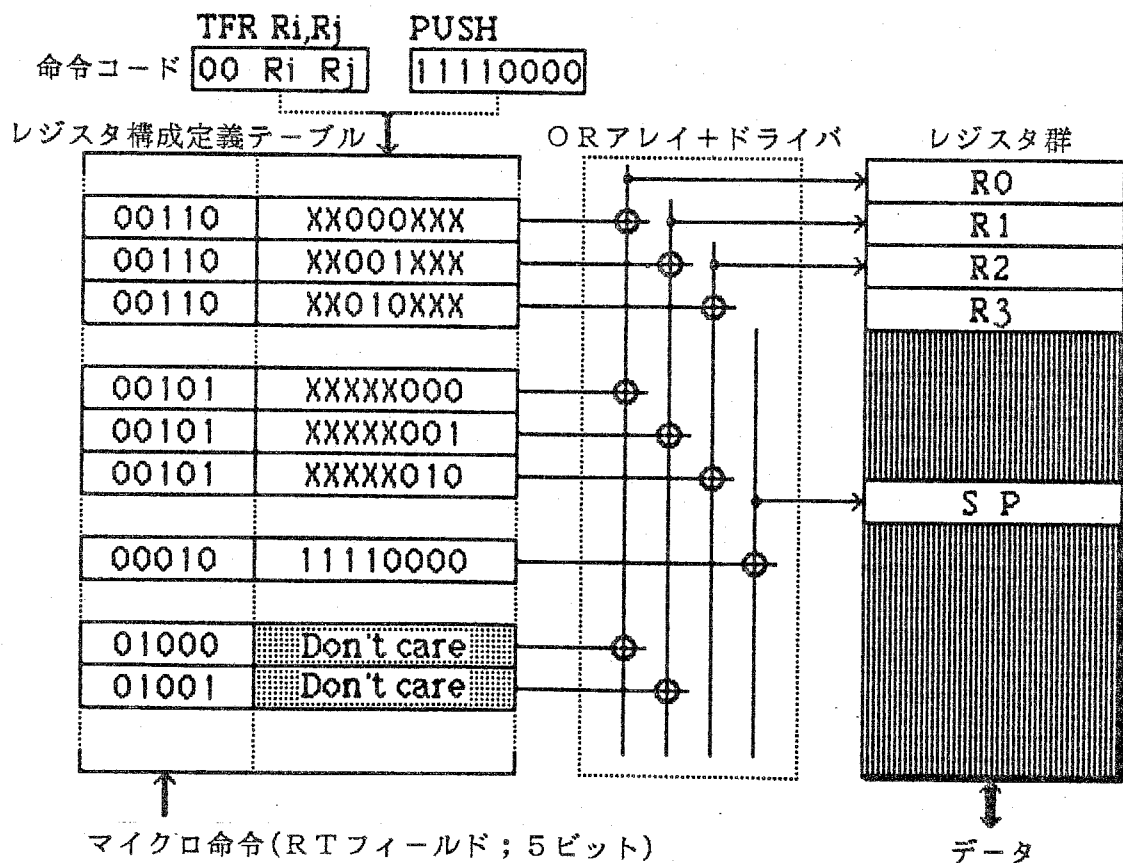 TFR Ri,Rj PUSH
命令コード 00 Ri Rj 11110000
レジスタ構成定義テーブル ORアレイ+ドライバ レジスタ群
R0
00110 XX000XXX R1
00110 XX001XXX R2
00110 XX010XXX R3
00101 XXXXX000
00101 XXXXX001
00101 XXXXX010
S P
00010 11110000
01000 Don't care
01001 Don't care
マイクロ命令(RTフィールド;5ビット) データ